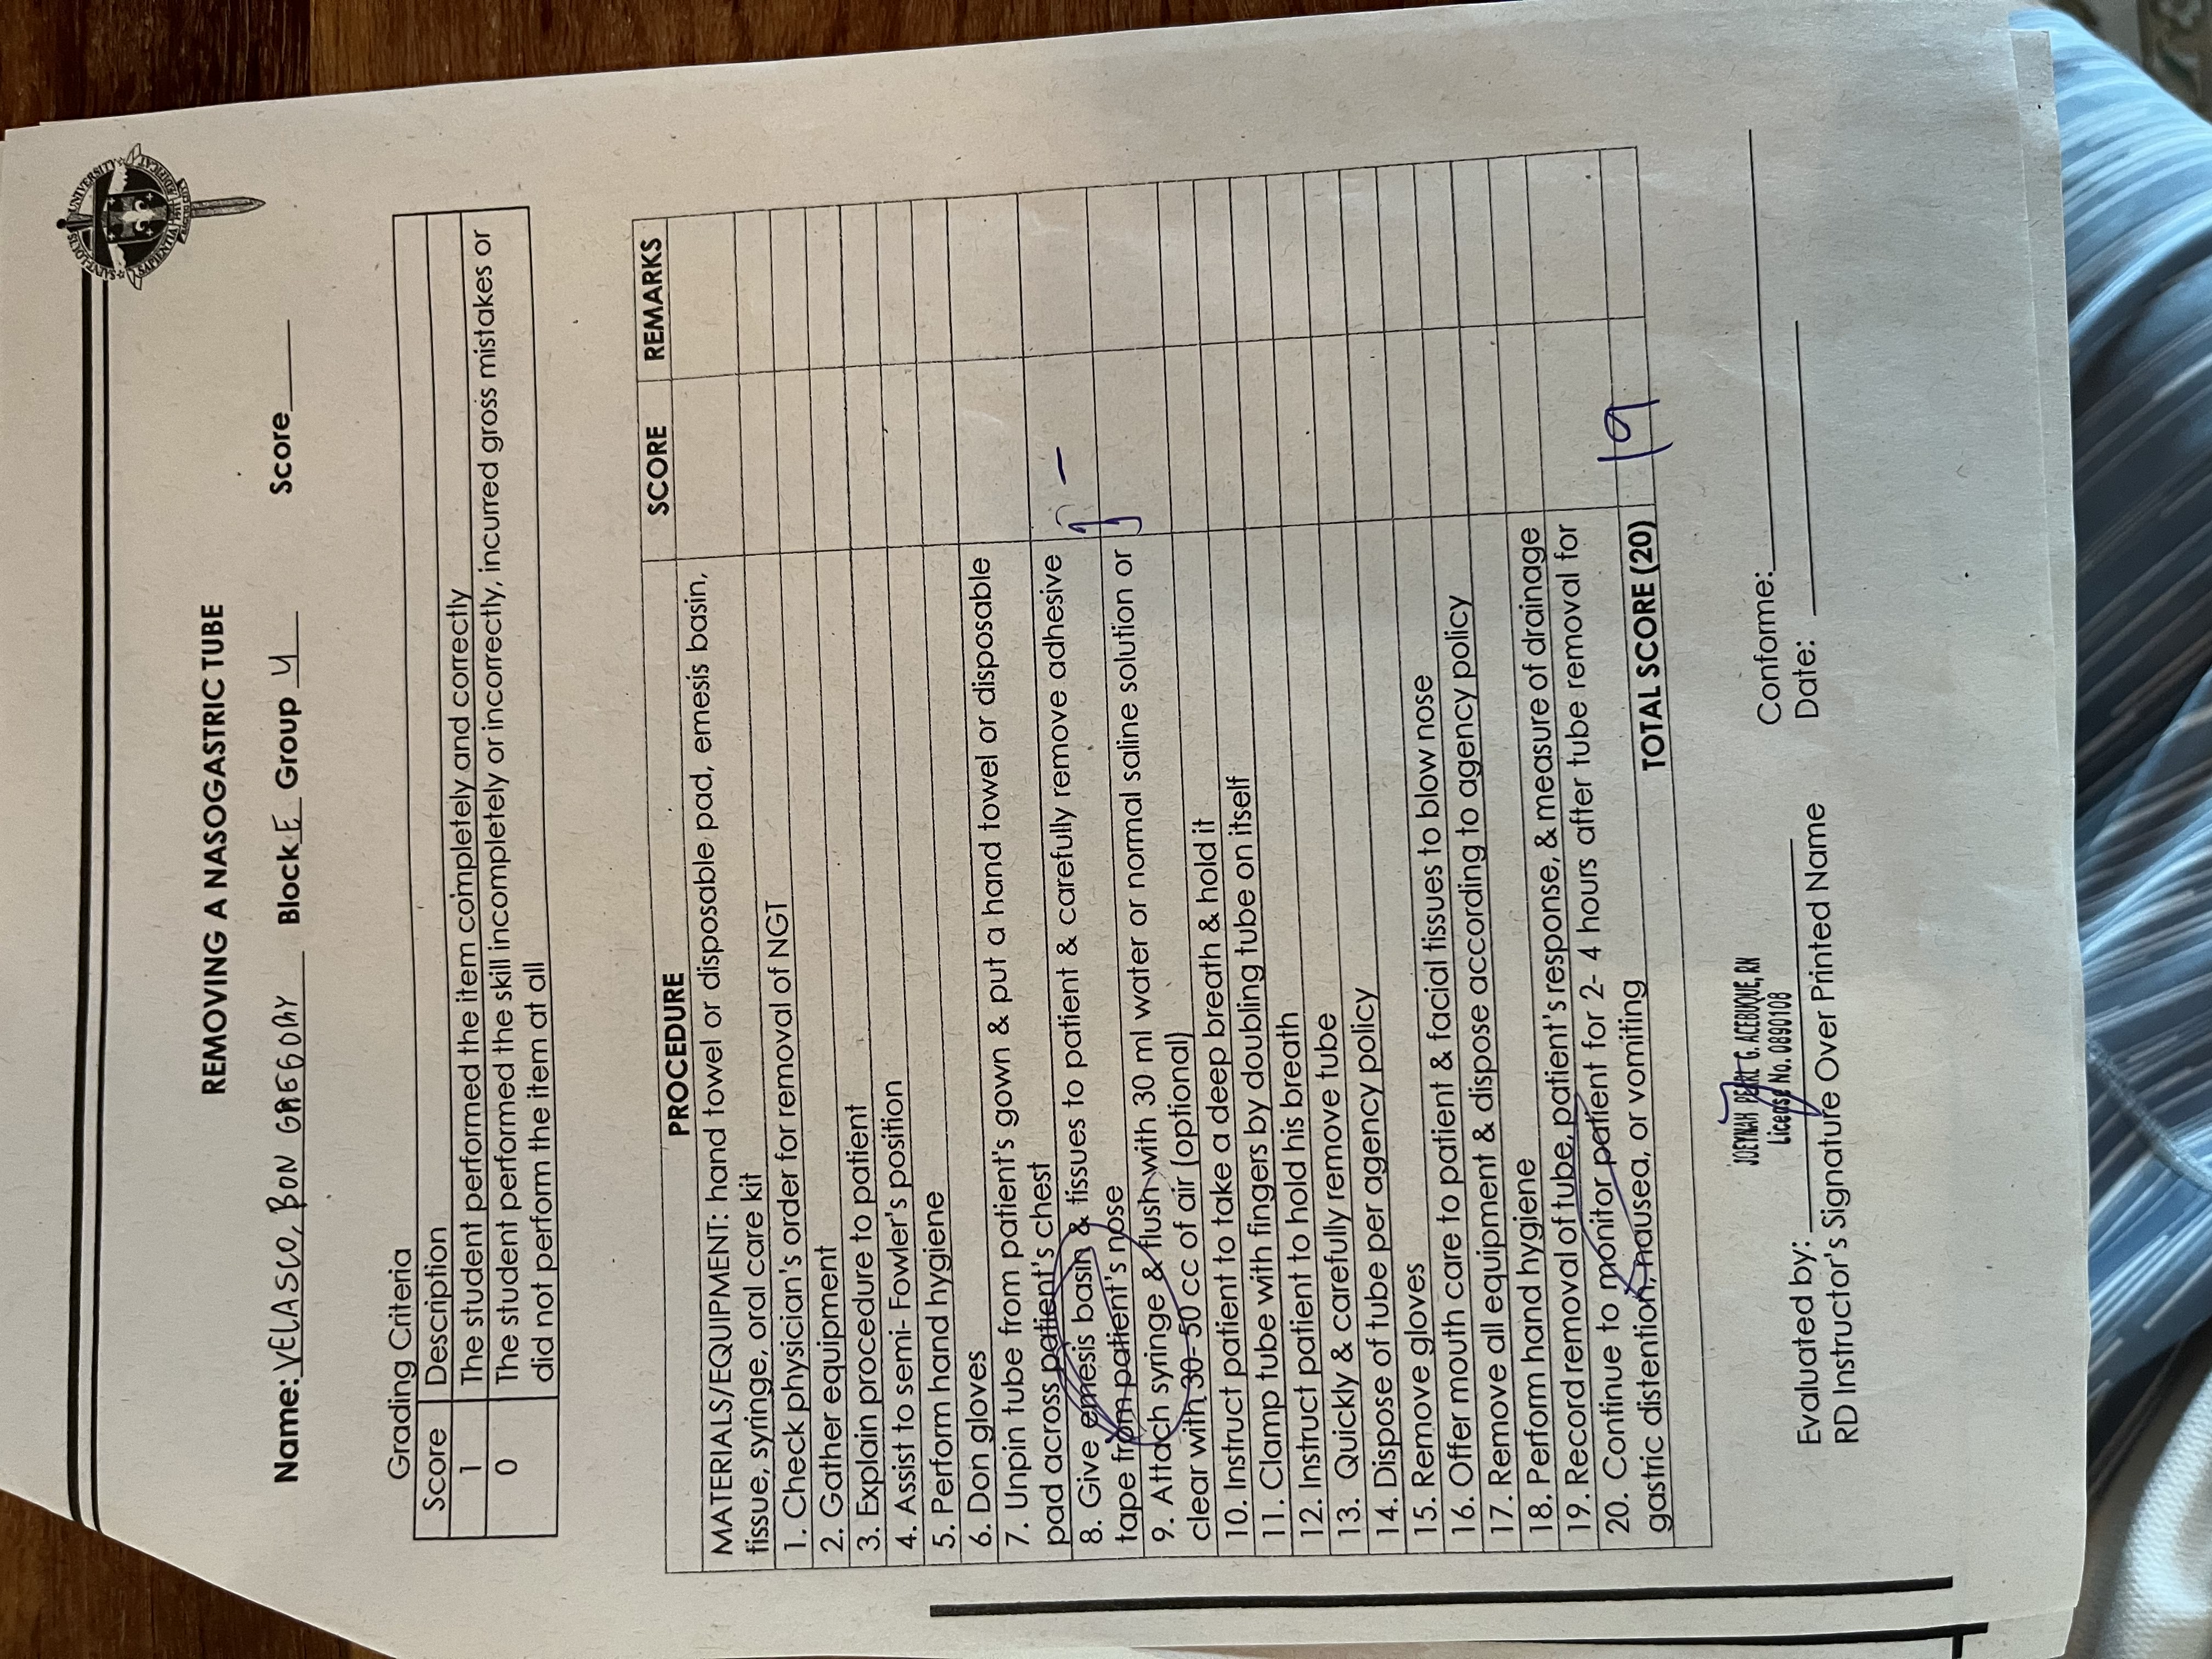 SAINT LOUIS UNIVERSITY
SAPIENTIA ÆDIFICAT
1911
BAGUIO CITY
REMOVING A NASOGASTRIC TUBE
Name: VELASCO, BON GREGORY Block E Group 4 Score
Grading Criteria
Score Description
1 The student performed the item completely and correctly
0 The student performed the skill incompletely or incorrectly, incurred gross mistakes or
did not perform the item at all
PROCEDURE SCORE REMARKS
MATERIALS/EQUIPMENT: hand towel or disposable pad, emesis basin,
tissue, syringe, oral care kit
1. Check physician's order for removal of NGT
2. Gather equipment
3. Explain procedure to patient
4. Assist to semi- Fowler's position
5. Perform hand hygiene
6. Don gloves
7. Unpin tube from patient's gown & put a hand towel or disposable
pad across patient's chest
8. Give emesis basin & tissues to patient & carefully remove adhesive –
tape from patient's nose
9. Attach syringe & flush with 30 ml water or normal saline solution or
clear with 30- 50 cc of air (optional)
10. Instruct patient to take a deep breath & hold it
11. Clamp tube with fingers by doubling tube on itself
12. Instruct patient to hold his breath
13. Quickly & carefully remove tube
14. Dispose of tube per agency policy
15. Remove gloves
16. Offer mouth care to patient & facial tissues to blow nose
17. Remove all equipment & dispose according to agency policy
18. Perform hand hygiene
19. Record removal of tube, patient's response, & measure of drainage
20. Continue to monitor patient for 2- 4 hours after tube removal for
gastric distention, nausea, or vomiting
TOTAL SCORE (20) 19
JOEYNAH PEARL G. ACEBUQUE, RN
License No. 0890108
Evaluated by:
RD Instructor's Signature Over Printed Name
Conforme:
Date: